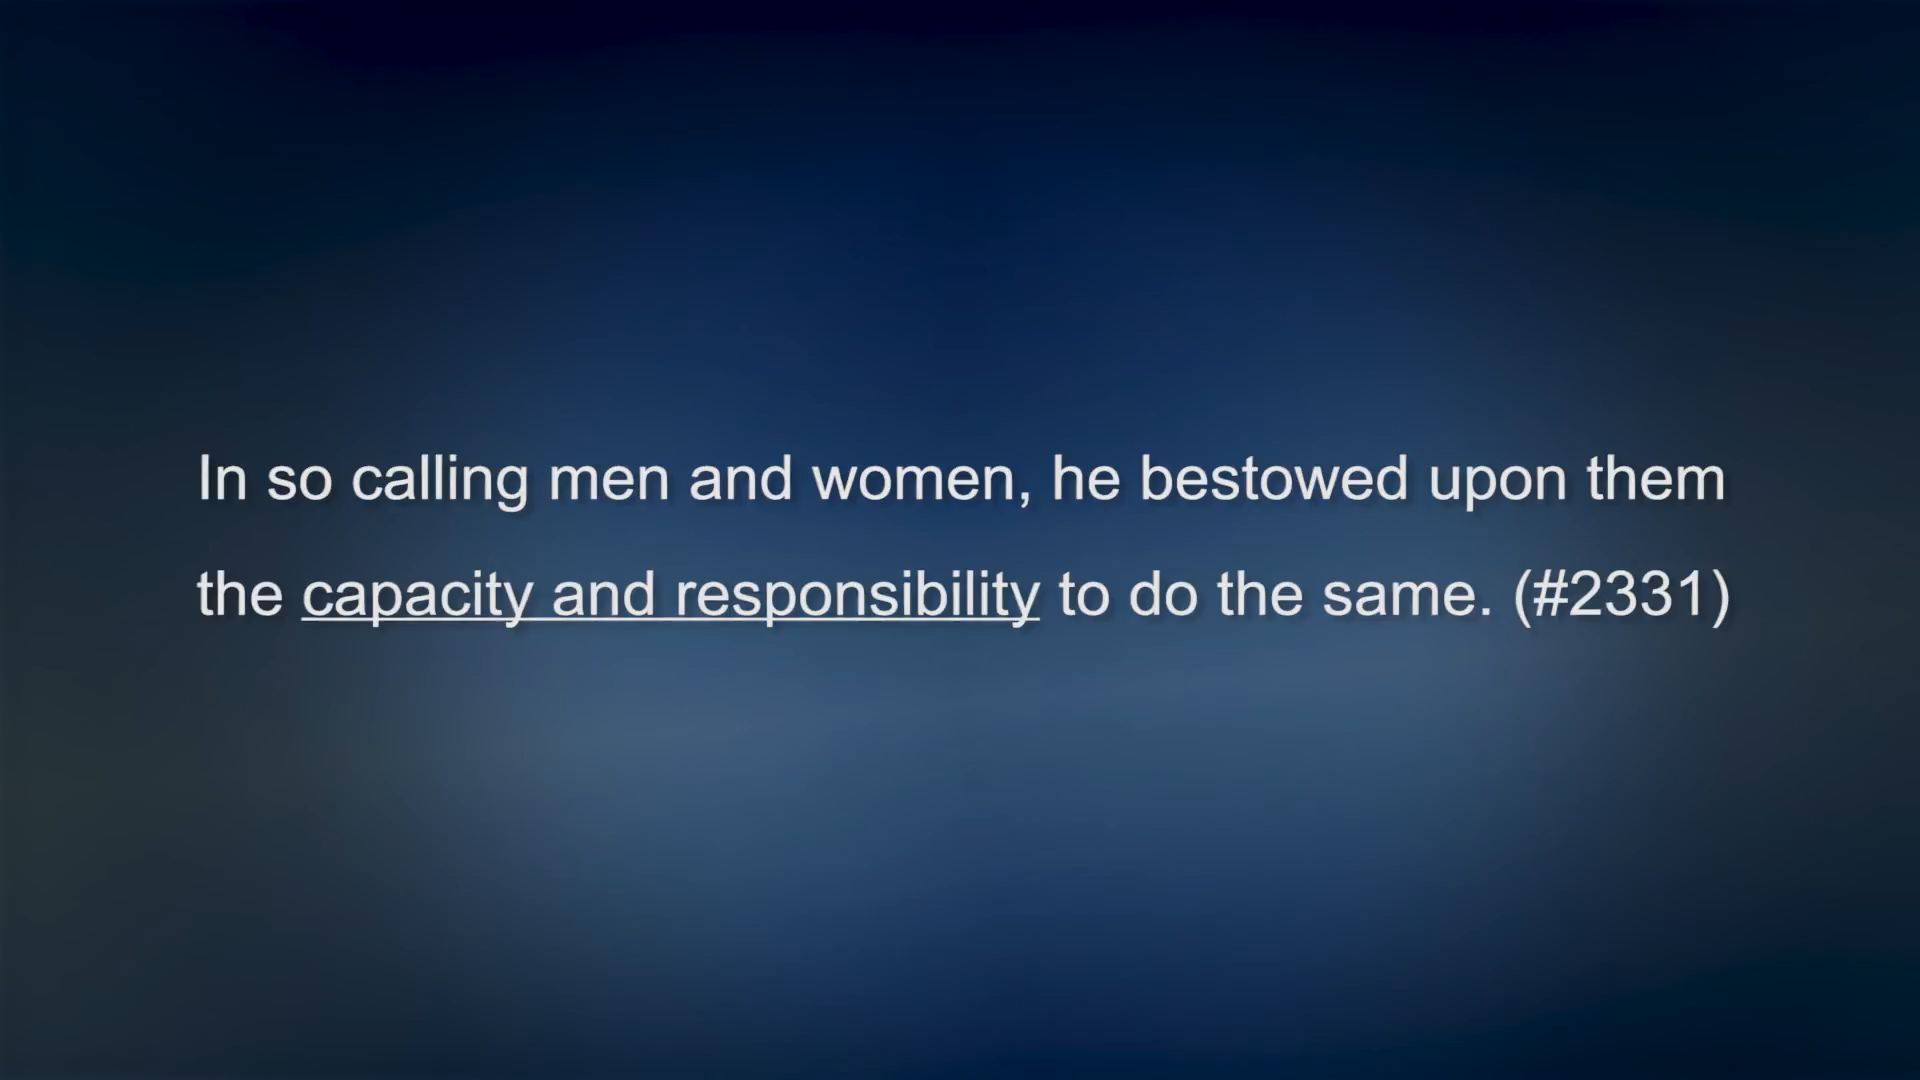 In so calling men and women, he bestowed upon them
the capacity and responsibility to do the same. (#2331)